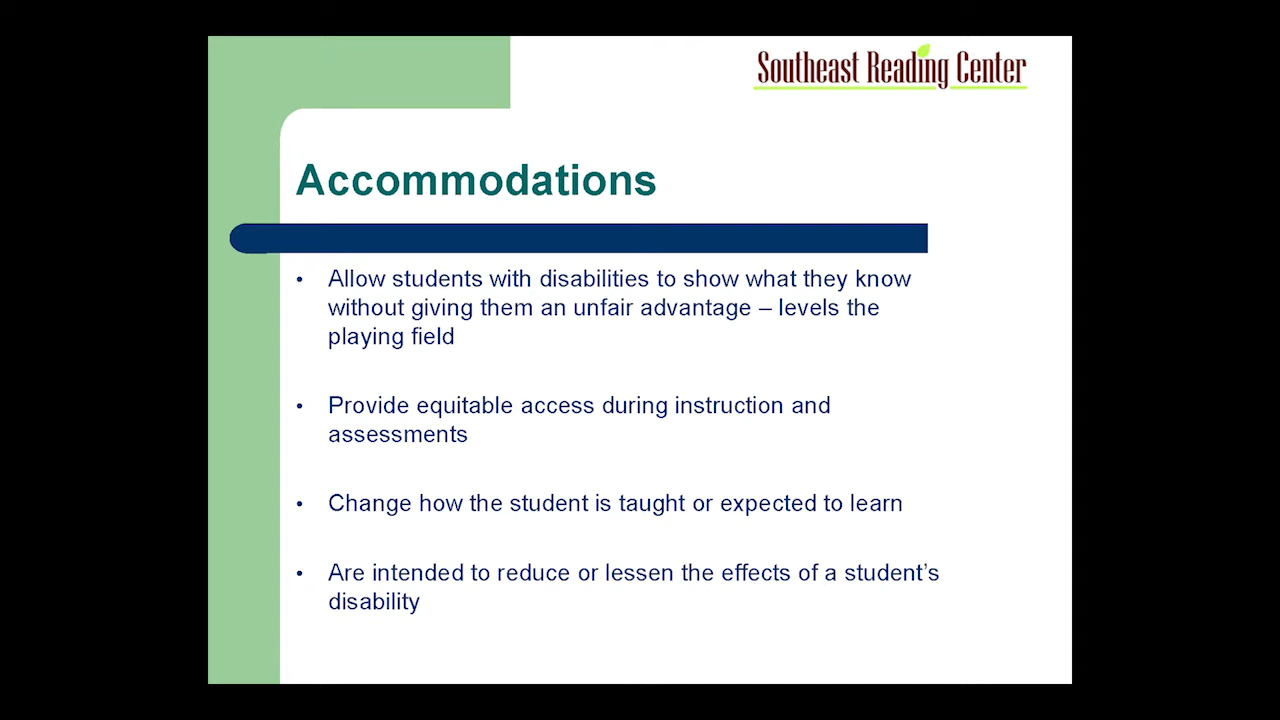 Southeast Reading Center
Accommodations
• Allow students with disabilities to show what they know
without giving them an unfair advantage – levels the
playing field
• Provide equitable access during instruction and
assessments
• Change how the student is taught or expected to learn
• Are intended to reduce or lessen the effects of a student’s
disability